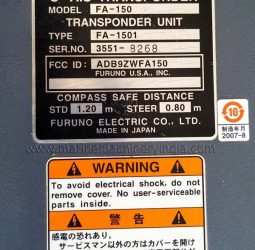 TRANSPONDER
MODEL FA-150
TRANSPONDER UNIT
TYPE FA-1501
SER.NO. 3551-8268
FCC ID: ADB9ZWFA150
FURUNO U.S.A., INC.
COMPASS SAFE DISTANCE
STD 1.20 m STEER 0.80 m
FURUNO ELECTRIC CO., LTD.
MADE IN JAPAN
10
制造年月
2007-8
WARNING
To avoid electrical shock, do not
remove cover. No user-serviceable
parts inside.
警告
感電の恐れあり。
サービスマン以外の方はカバーを開け